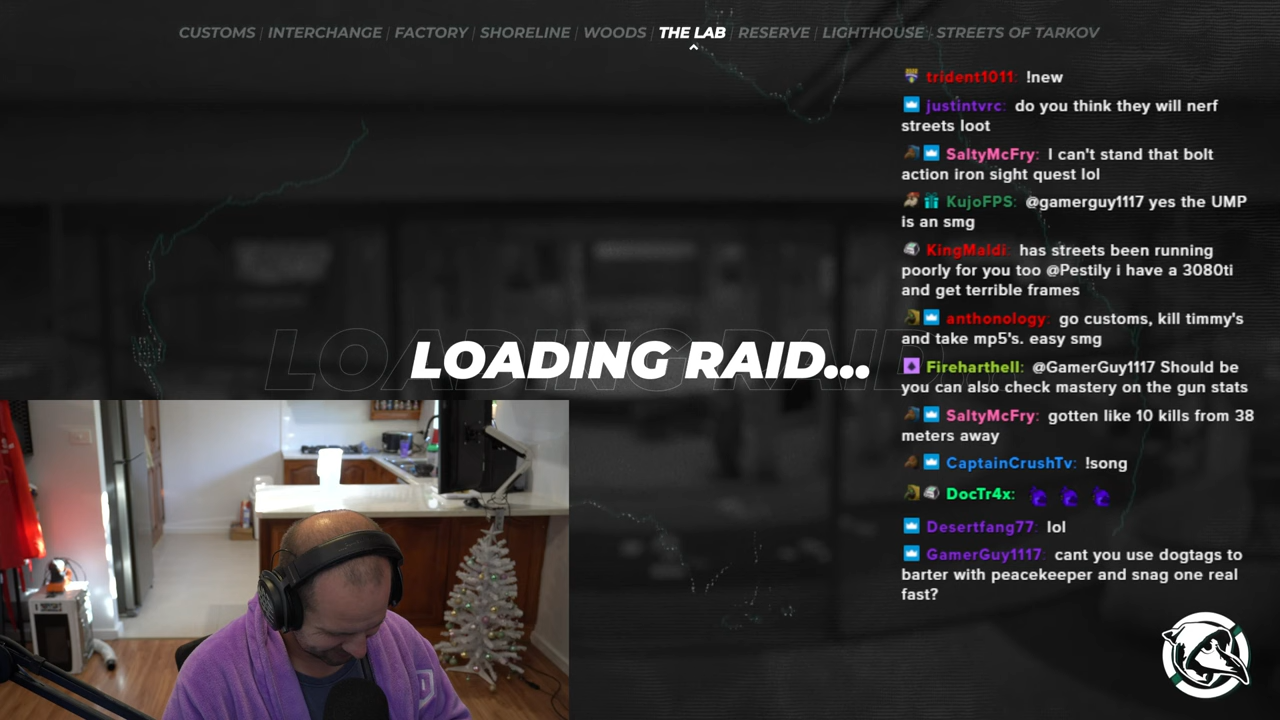 CUSTOMS | INTERCHANGE | FACTORY | SHORELINE | WOODS | THE LAB | RESERVE | LIGHTHOUSE | STREETS OF TARKOV
trident1011: !new
justintvrc: do you think they will nerf
streets loot
SaltyMcFry: I can't stand that bolt
action iron sight quest lol
KujoFPS: @gamerguy1117 yes the UMP
is an smg
KingMaldi: has streets been running
poorly for you too @Pestily i have a 3080ti
and get terrible frames
anthonology: go customs, kill timmy's
and take mp5's. easy smg
Fireharthell: @GamerGuy1117 Should be
you can also check mastery on the gun stats
SaltyMcFry: gotten like 10 kills from 38
meters away
CaptainCrushTv: !song
DocTr4x:
Desertfang77: lol
GamerGuy1117: cant you use dogtags to
barter with peacekeeper and snag one real
fast?
LOADING RAID...
LOADING RAID...